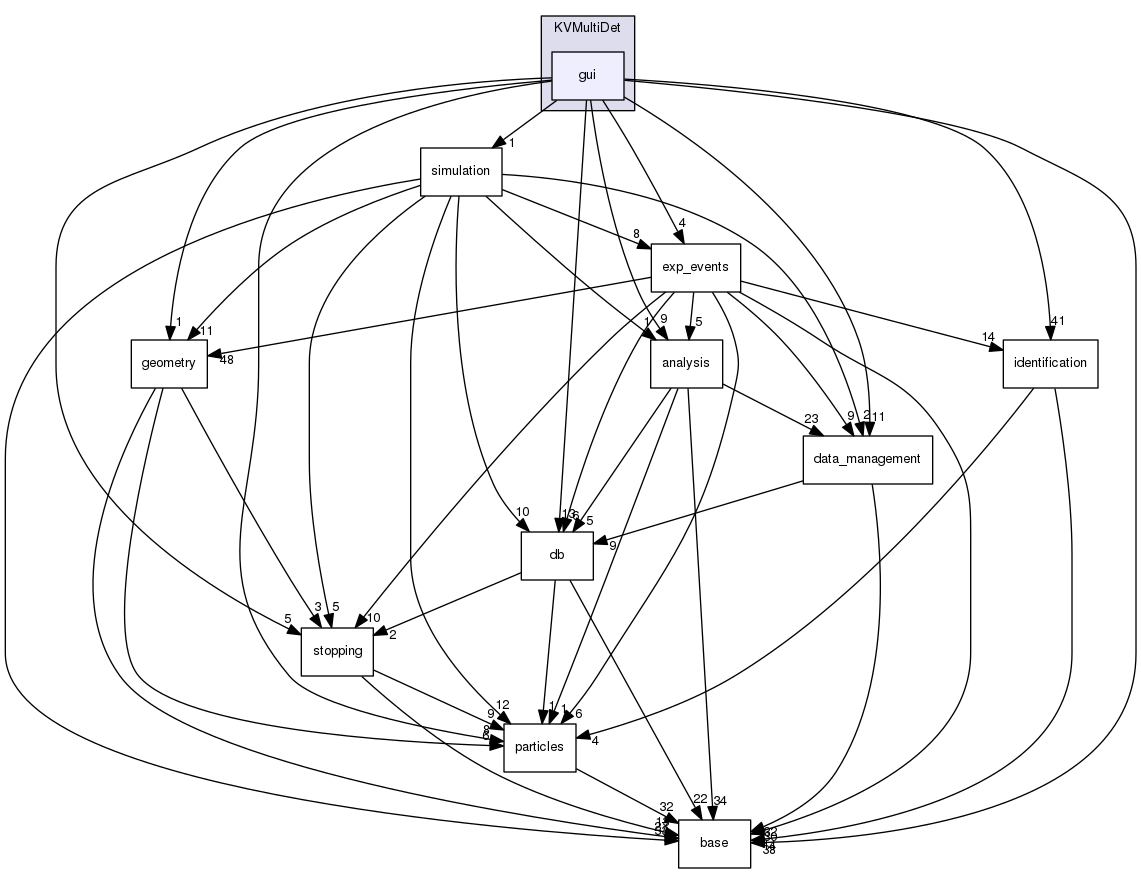 KVMultiDet
gui
1
simulation
8
4
exp_events
1
11
48
1
9
5
14
41
geometry
analysis
identification
23
9
2
11
data_management
10
13
6
5
9
db
5
3
5
10
2
stopping
12
9
1
1
6
4
particles
32
22
34
38
base